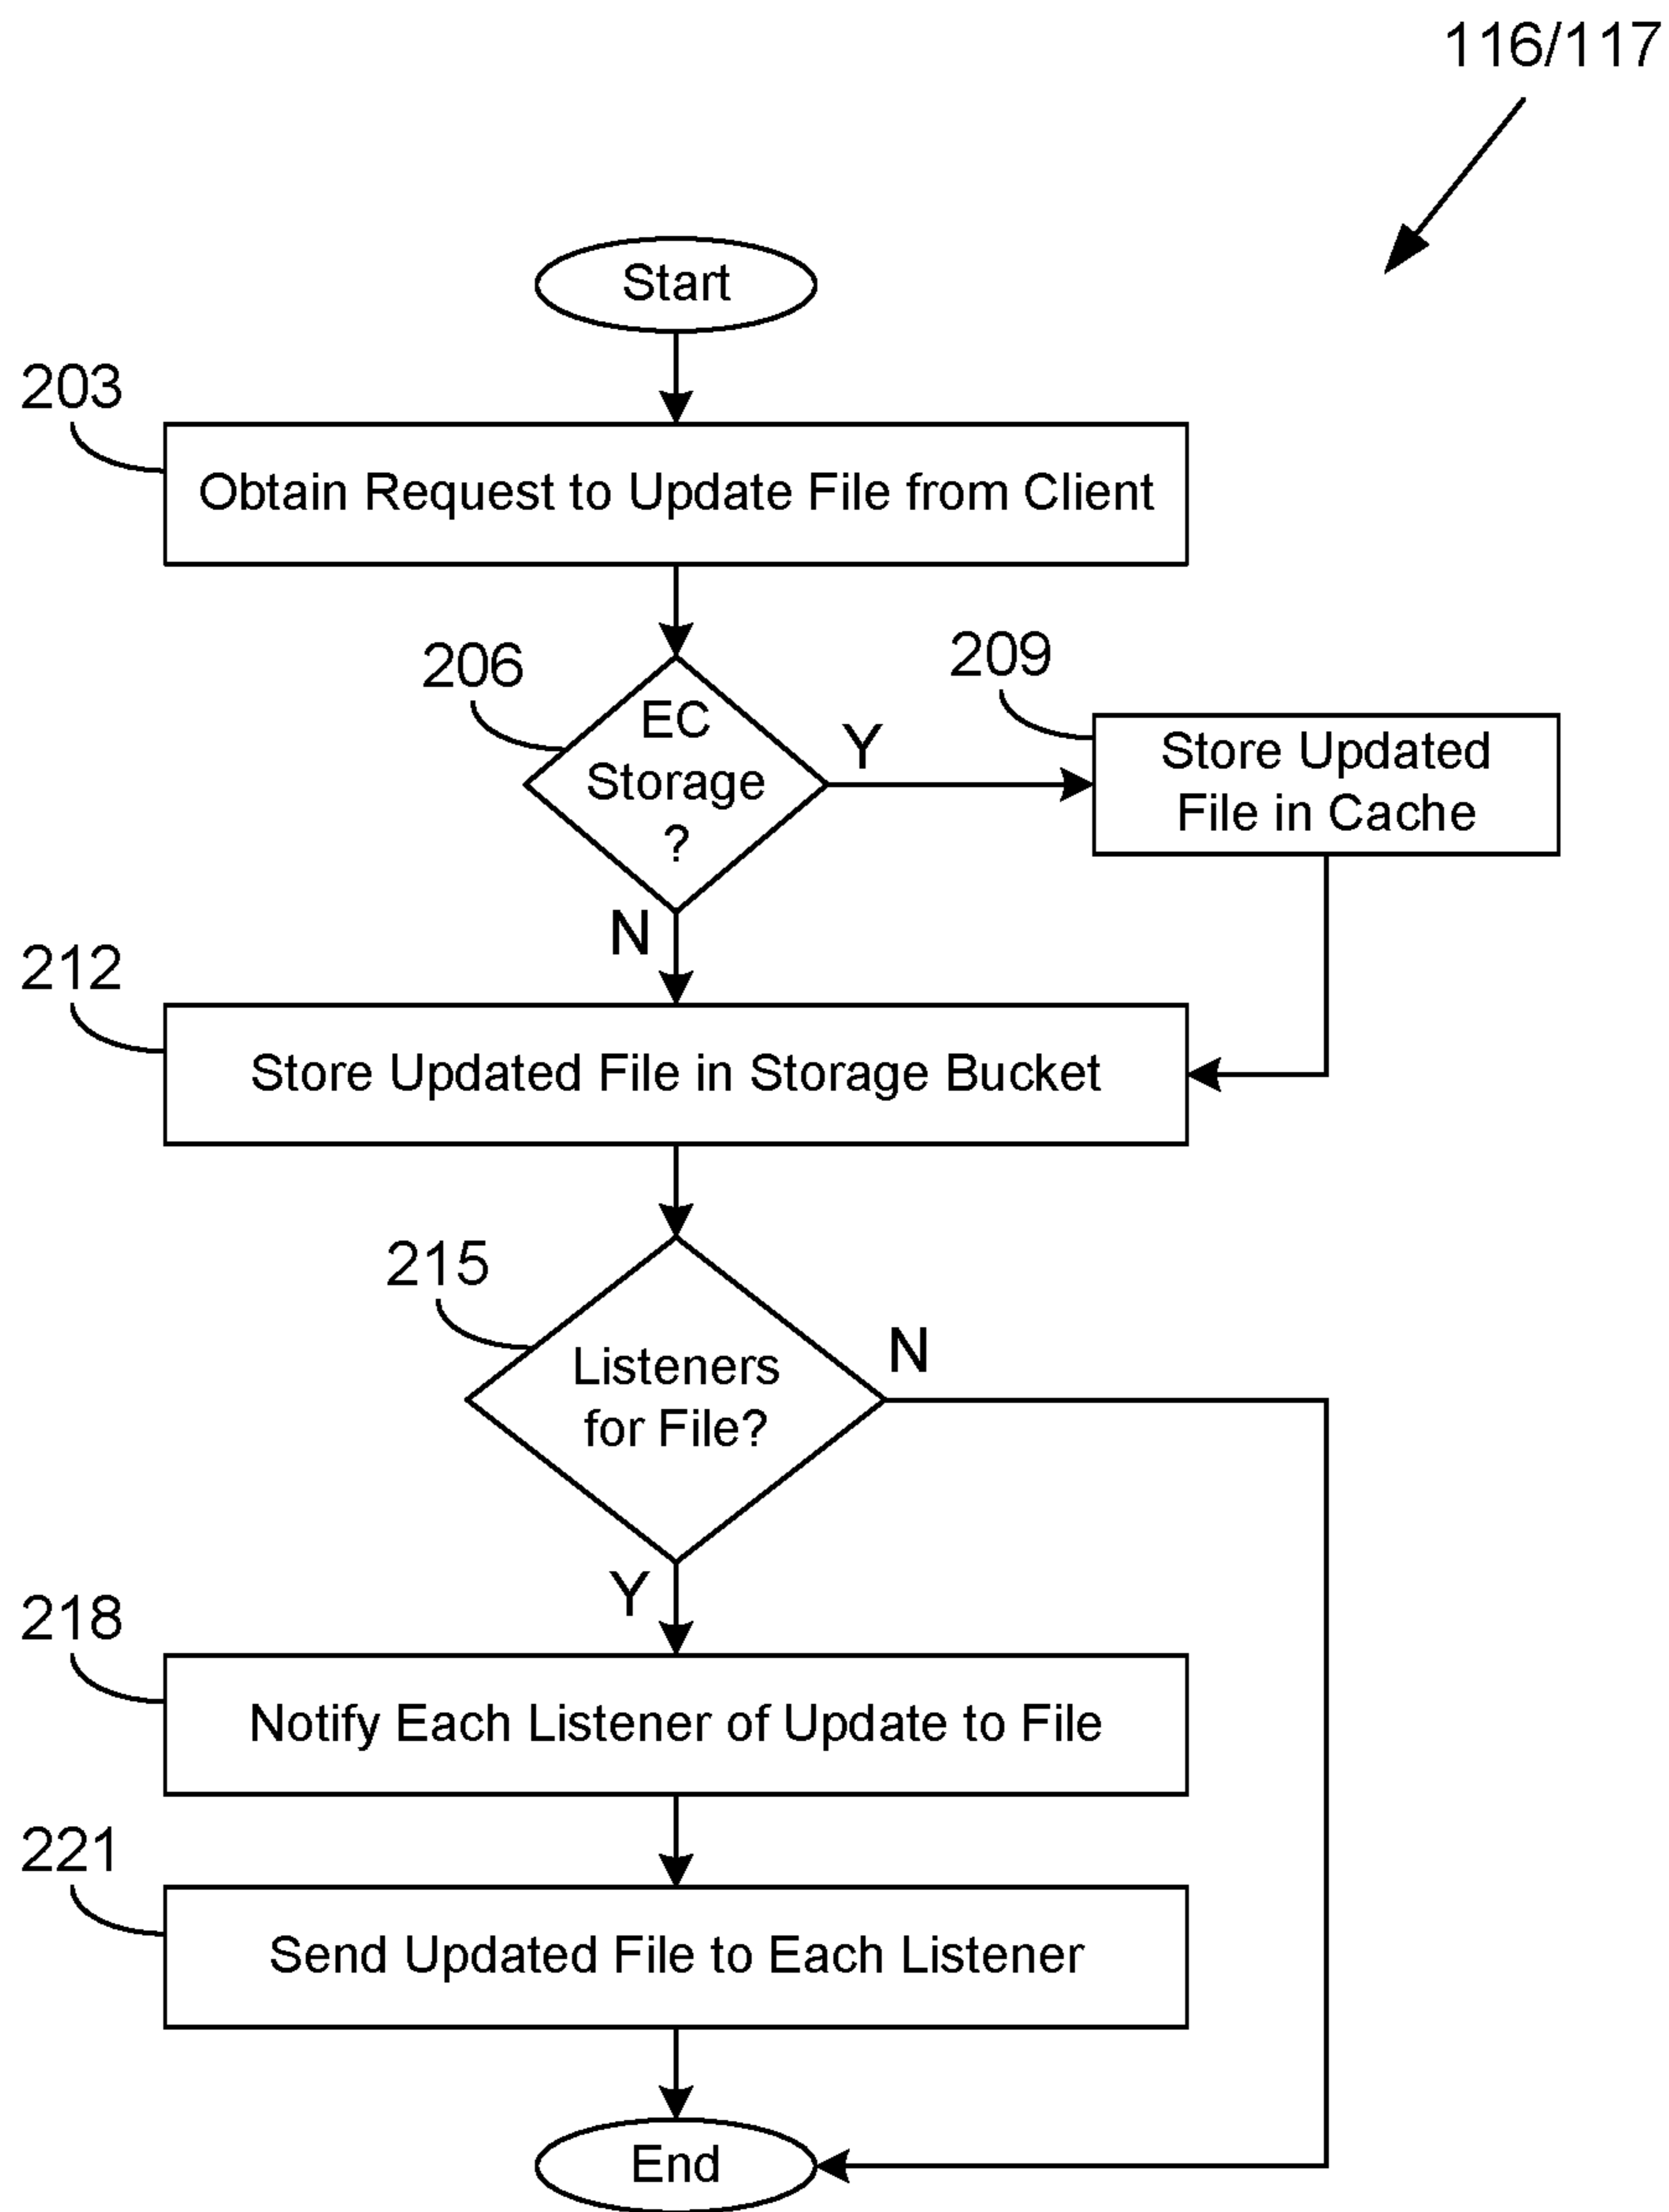 116/117
Start
203
Obtain Request to Update File from Client
206
EC
Storage
?
Y
N
209
Store Updated
File in Cache
212
Store Updated File in Storage Bucket
215
Listeners
for File?
N
Y
218
Notify Each Listener of Update to File
221
Send Updated File to Each Listener
End